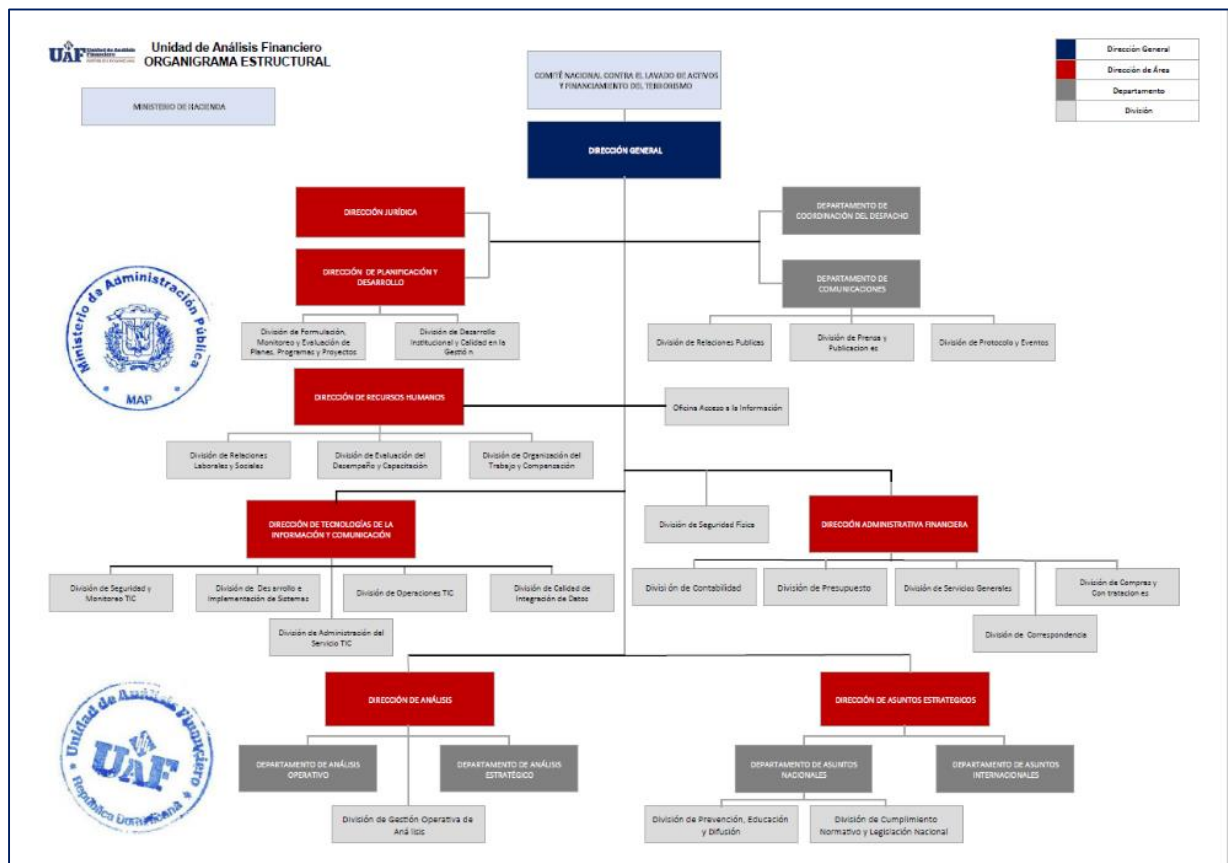 UAF Unidad de Análisis Financiero
Unidad de Análisis Financiero
ORGANIGRAMA ESTRUCTURAL
MINISTERIO DE HACIENDA
COMITÉ NACIONAL CONTRA EL LAVADO DE ACTIVOS
Y FINANCIAMIENTO DEL TERRORISMO
Dirección General
Dirección de Área
Departamento
División
DIRECCIÓN GENERAL
DIRECCIÓN JURÍDICA
DEPARTAMENTO DE
COORDINACIÓN DEL DESPACHO
DIRECCIÓN DE PLANIFICACIÓN Y
DESARROLLO
DEPARTAMENTO DE
COMUNICACIONES
División de Formulación,
Monitoreo y Evaluación de
Planes, Programas y Proyectos
División de Desarrollo
Institucional y Calidad en la
Gestió n
División de Relaciones Publicas
División de Prensa y
Publicacion es
División de Protocolo y Eventos
Ministerio de Administración Pública
MAP
DIRECCIÓN DE RECURSOS HUMANOS
Oficina Acceso a la Información
División de Relaciones
Laborales y Sociales
División de Evaluación del
Desempeño y Capacitación
División de Organización del
Trabajo y Compensación
DIRECCIÓN DE TECNOLOGÍAS DE LA
INFORMACIÓN Y COMUNICACIÓN
División de Seguridad Física
DIRECCIÓN ADMINISTRATIVA FINANCIERA
División de Seguridad y
Monitoreo TIC
División de Des arrollo e
Implementación de Sistemas
División de Operaciones TIC
División de Calidad de
Integración de Datos
División de Administración del
Servicio TIC
Divisi ón de Contabilidad
División de Presupuesto
División de Servicios Generales
División de Compras y
Con tratacion es
División de Correspondencia
DIRECCIÓN DE ANÁLISIS
DIRECCIÓN DE ASUNTOS ESTRATEGICOS
DEPARTAMENTO DE ANÁLISIS
OPERATIVO
DEPARTAMENTO DE ANÁLISIS
ESTRATÉGICO
DEPARTAMENTO DE ASUNTOS
NACIONALES
DEPARTAMENTO DE ASUNTOS
INTERNACIONALES
División de Gestión Operativa de
Aná lisis
División de Prevención, Educación
y Difusión
División de Cumplimiento
Normativo y Legislación Nacional
Unidad de Análisis Financiero
UAF
República Dominicana